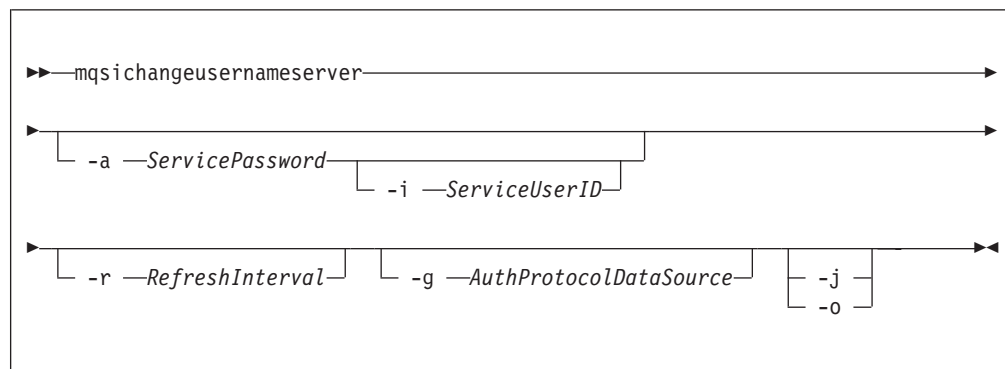 mqsichangeusernameserver
-a ServicePassword
-i ServiceUserID
-r RefreshInterval -g AuthProtocolDataSource -j
-o